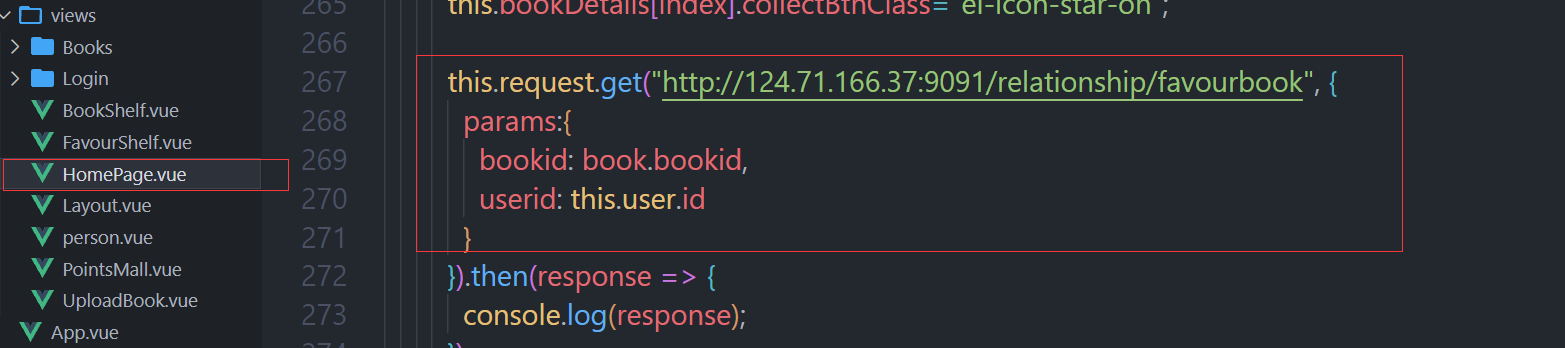 views
Books
Login
BookShelf.vue
FavourShelf.vue
HomePage.vue
Layout.vue
person.vue
PointsMall.vue
UploadBook.vue
App.vue
265 this.bookDetails[index].collectBtnClass="el-icon-star-on";
266
267 this.request.get("http://124.71.166.37:9091/relationship/favourbook", {
268 params:{
269 bookid: book.bookid,
270 userid: this.user.id
271 }
272 }).then(response => {
273 console.log(response);
274 })